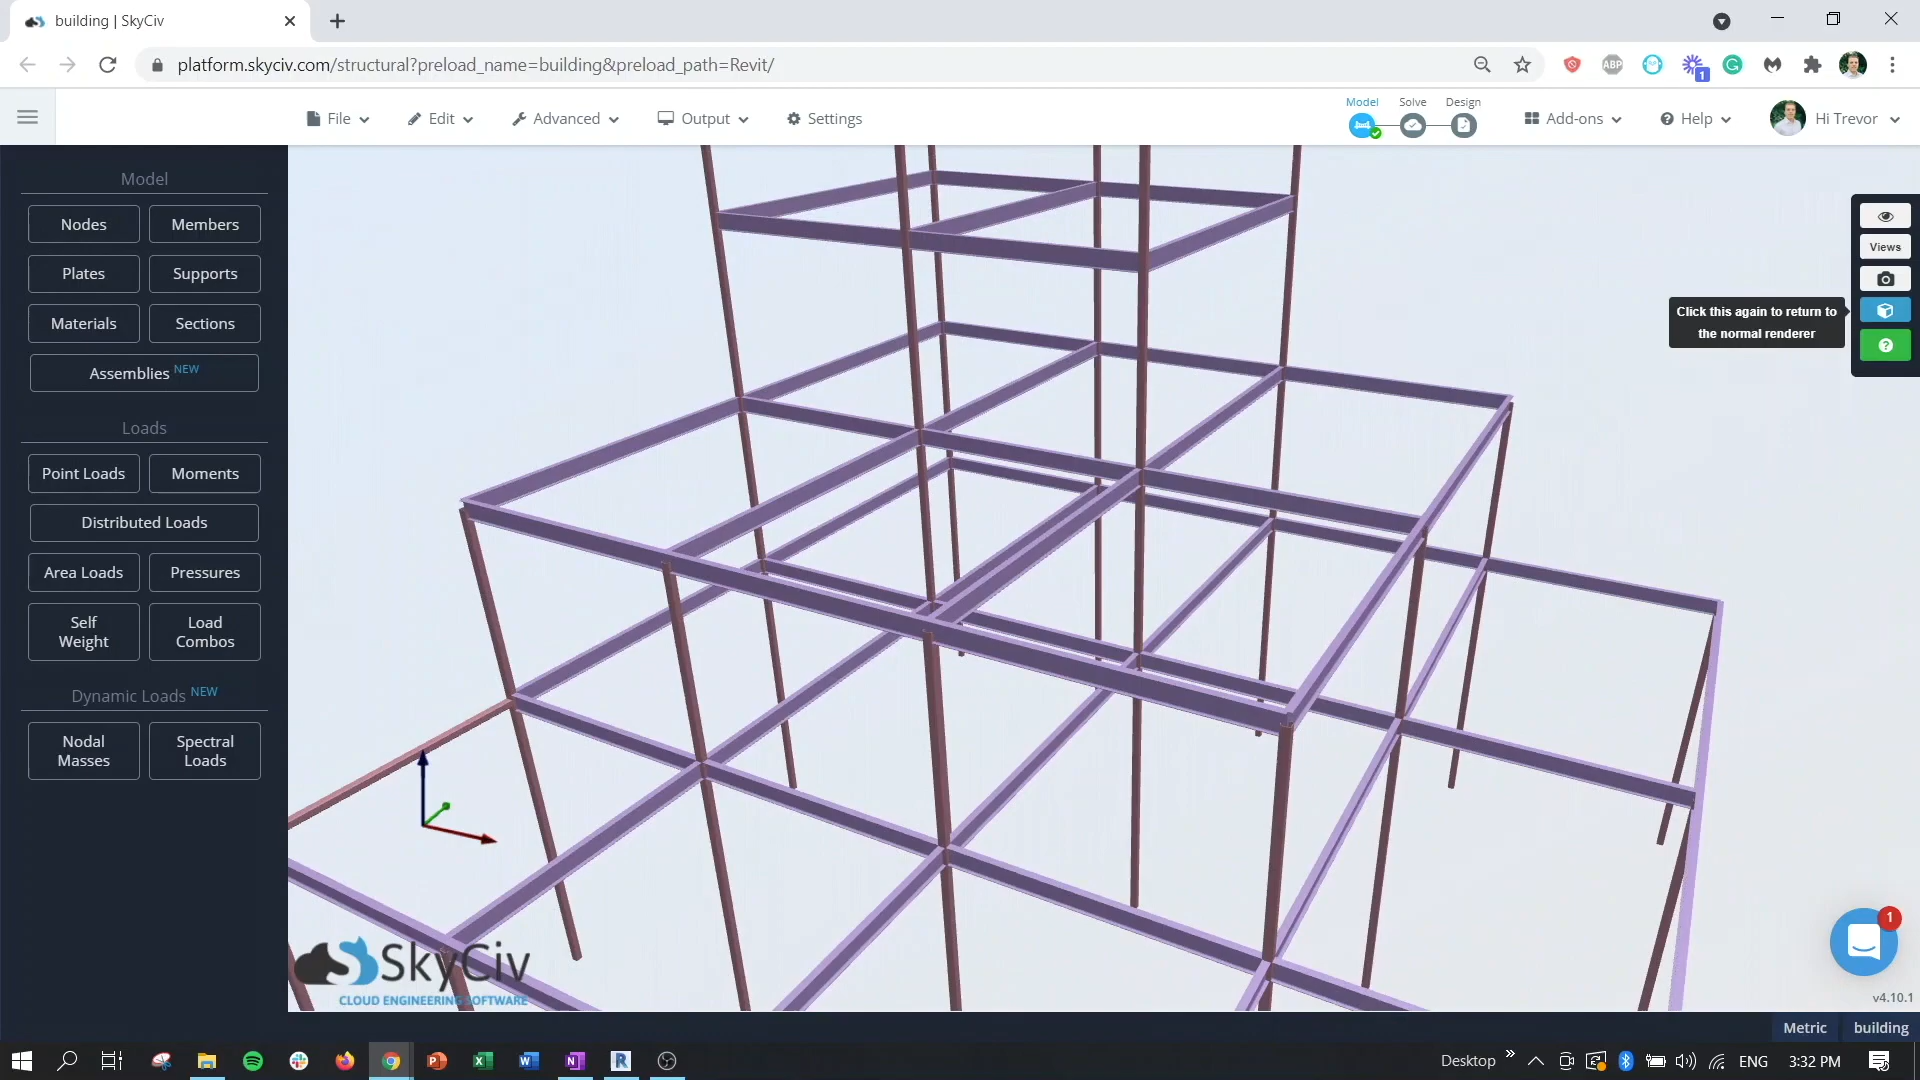 building | SkyCiv
platform.skyciv.com/structural?preload_name=building&preload_path=Revit/
ABP
1
File
Edit
Advanced
Output
Settings
Model
Solve
Design
Add-ons
Help
Hi Trevor
Model
Nodes
Members
Plates
Supports
Materials
Sections
Assemblies NEW
Loads
Point Loads
Moments
Distributed Loads
Area Loads
Pressures
Self
Weight
Load
Combos
Dynamic Loads NEW
Nodal
Masses
Spectral
Loads
Views
Click this again to return to
the normal renderer
SkyCiv
CLOUD ENGINEERING SOFTWARE
1
v4.10.1
Metric
building
Desktop
ENG
3:32 PM